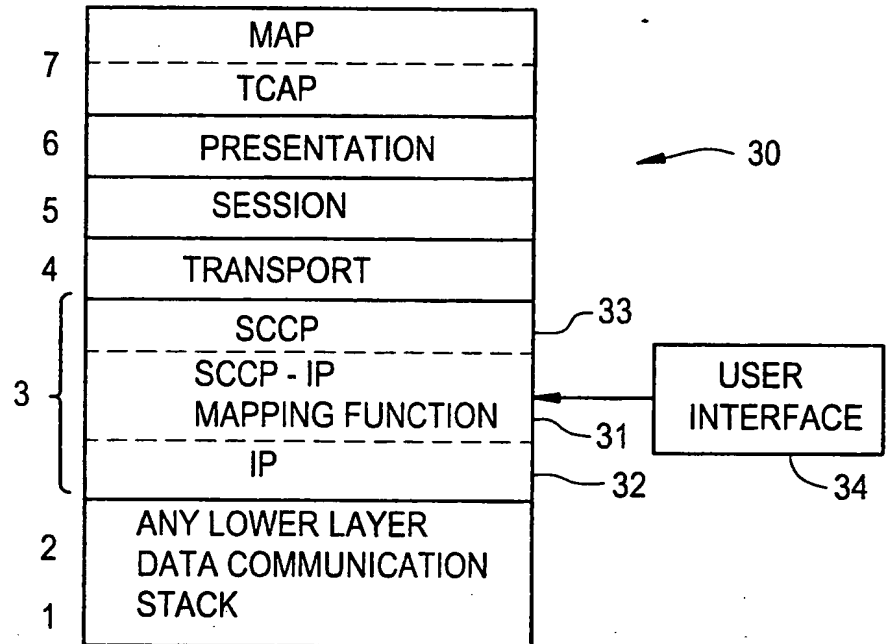 MAP
7
TCAP
6
PRESENTATION
30
5
SESSION
4
TRANSPORT
SCCP
33
3
SCCP - IP
MAPPING FUNCTION
31
USER
INTERFACE
IP
32
34
2
ANY LOWER LAYER
DATA COMMUNICATION
STACK
1